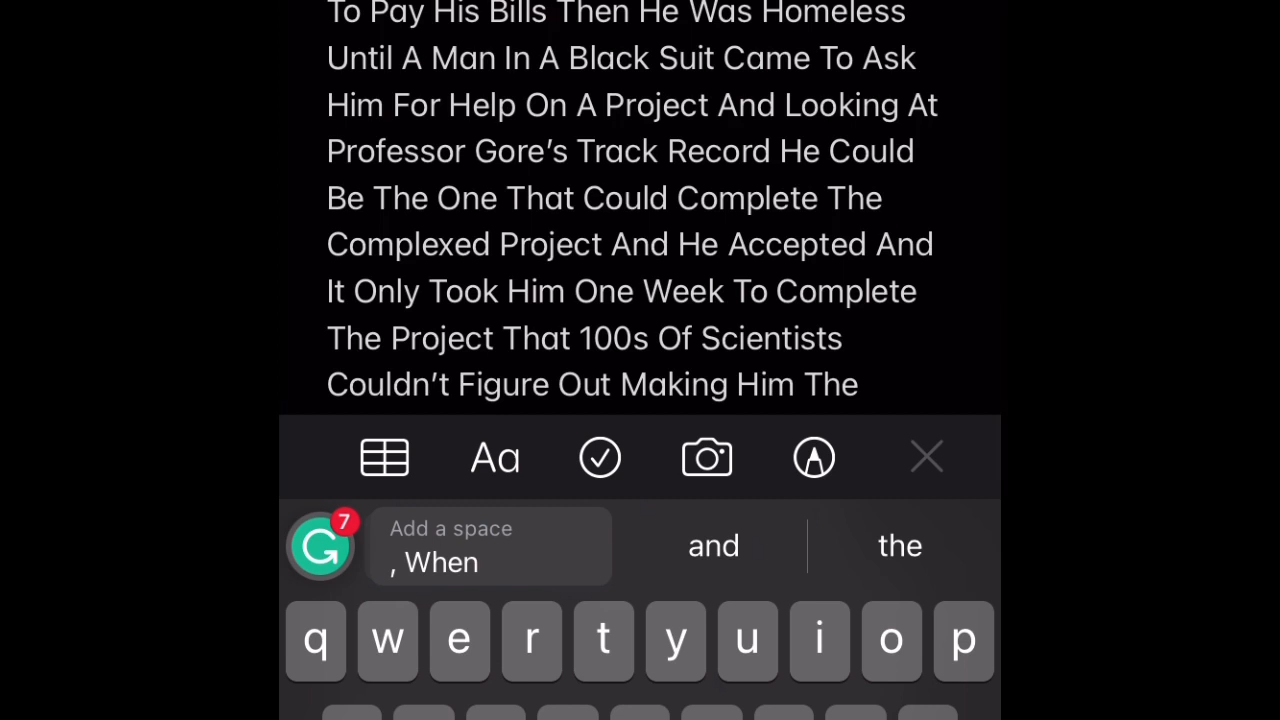 To Pay His Bills Then He Was Homeless
Until A Man In A Black Suit Came To Ask
Him For Help On A Project And Looking At
Professor Gore’s Track Record He Could
Be The One That Could Complete The
Complexed Project And He Accepted And
It Only Took Him One Week To Complete
The Project That 100s Of Scientists
Couldn’t Figure Out Making Him The
Aa
7
Add a space
, When
and
the
q w e r t y u i o p